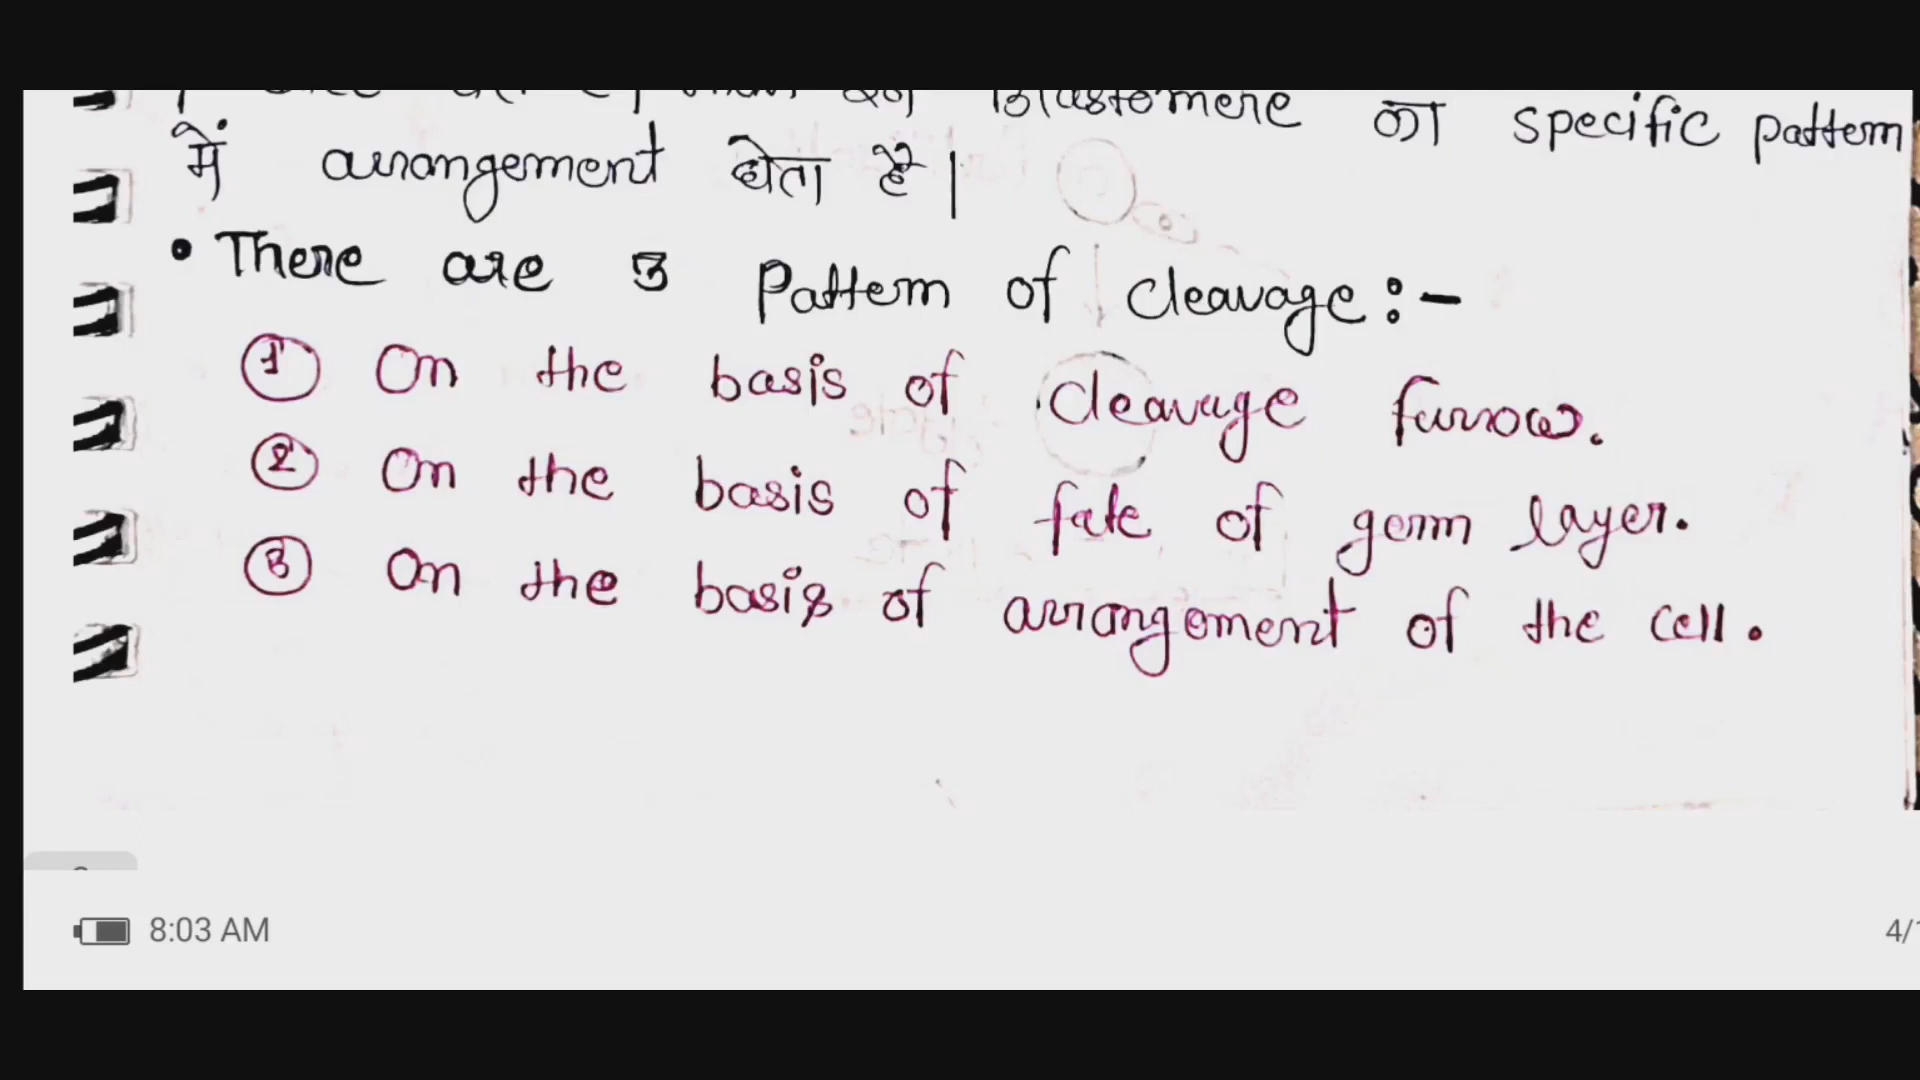 Blastomere का specific pattern
में arrangement होता है |
• There are 3 Pattern of cleavage:-
① On the basis of cleavage furrow.
② On the basis of fate of germ layer.
③ On the basis of arrangement of the cell.
8:03 AM
4/1